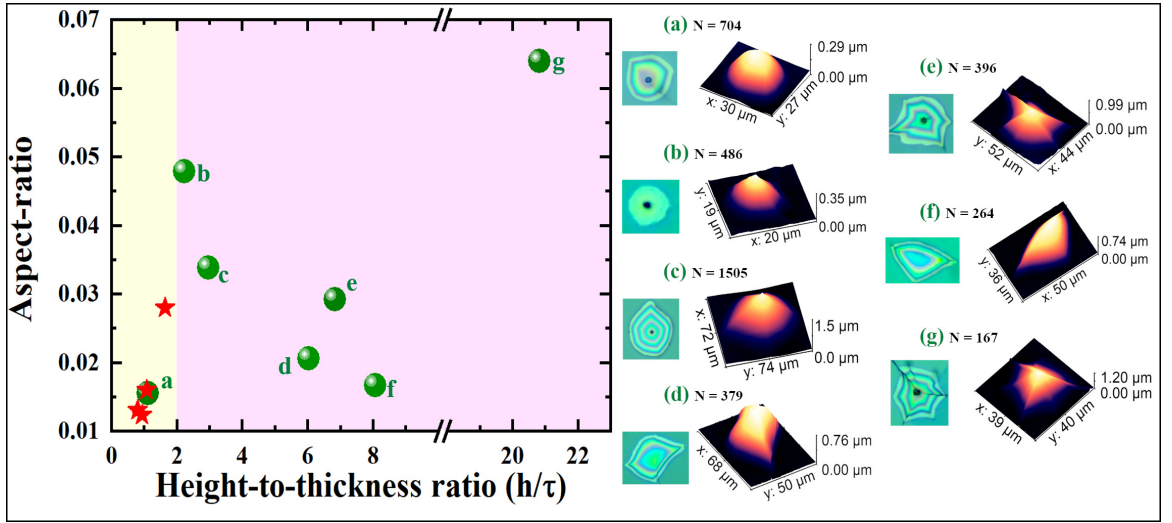 0.07
0.06
0.05
0.04
0.03
0.02
0.01
Aspect-ratio
0 2 4 6 8 20 22
Height-to-thickness ratio (h/τ)
a
b
c
d
e
f
g
(a) N = 704
0.29 µm
0.00 µm
x: 30 µm
y: 27 µm
(b) N = 486
0.35 µm
0.00 µm
y: 19 µm
x: 20 µm
(c) N = 1505
1.5 µm
0.0 µm
x: 72 µm
y: 74 µm
(d) N = 379
0.76 µm
0.00 µm
x: 68 µm
y: 50 µm
(e) N = 396
0.99 µm
0.00 µm
y: 52 µm
x: 44 µm
(f) N = 264
0.74 µm
0.00 µm
y: 36 µm
x: 50 µm
(g) N = 167
1.20 µm
0.00 µm
x: 39 µm
y: 40 µm